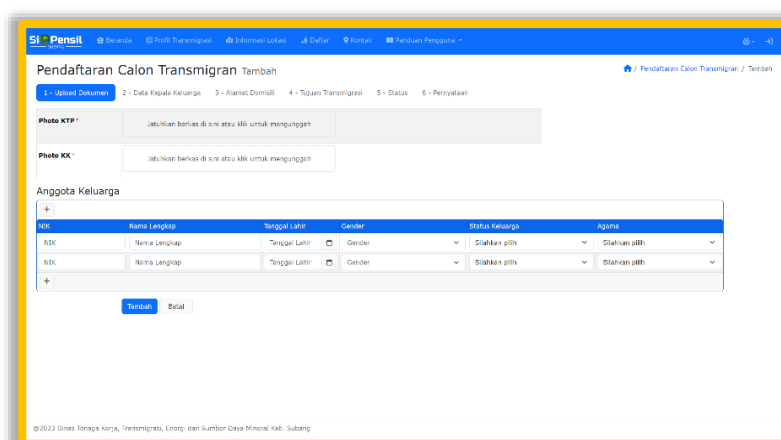 SI Pensil Beranda Profil Transmigrasi Informasi Lokasi Daftar Kontak Panduan Pengguna
SUBANG
Pendaftaran Calon Transmigran Tambah
/ Pendaftaran Calon Transmigran / Tambah
1 - Upload Dokumen 2 - Data Kepala Keluarga 3 - Alamat Domisili 4 - Tujuan Transmigrasi 5 - Status 6 - Pernyataan
Photo KTP * Jatuhkan berkas di sini atau klik untuk mengunggah
Photo KK * Jatuhkan berkas di sini atau klik untuk mengunggah
Anggota Keluarga
+
NIK Nama Lengkap Tanggal Lahir Gender Status Keluarga Agama
NIK Nama Lengkap Tanggal Lahir Gender Silahkan pilih Silahkan pilih
NIK Nama Lengkap Tanggal Lahir Gender Silahkan pilih Silahkan pilih
+
Tambah Batal
@2023 Dinas Tenaga Kerja, Transmigrasi, Energi dan Sumber Daya Mineral Kab. Subang